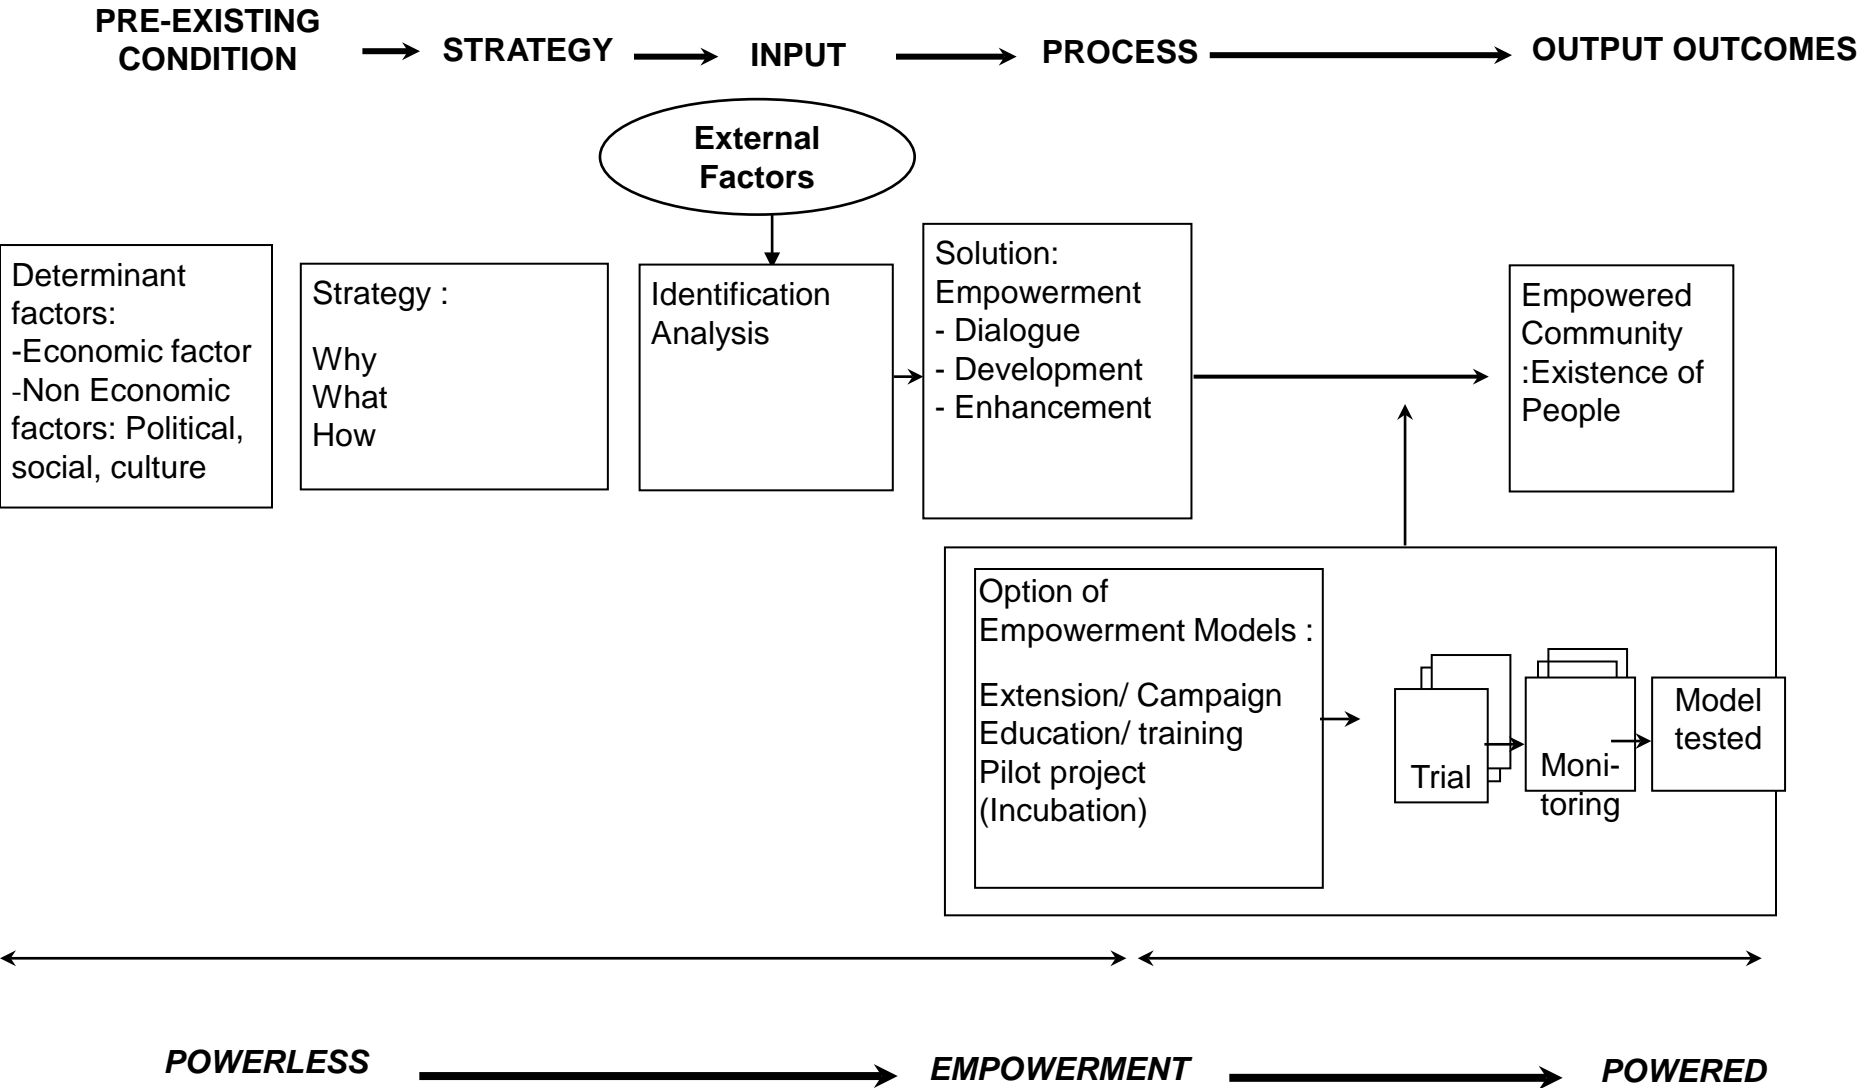 PRE-EXISTING
CONDITION
STRATEGY
INPUT
PROCESS
OUTPUT OUTCOMES
External
Factors
Determinant
factors:
-Economic factor
-Non Economic
factors: Political,
social, culture
Strategy :
Why
What
How
Identification
Analysis
Solution:
Empowerment
- Dialogue
- Development
- Enhancement
Empowered
Community
:Existence of
People
Option of
Empowerment Models :
Extension/ Campaign
Education/ training
Pilot project
(Incubation)
Trial
Moni-
toring
Model
tested
POWERLESS
EMPOWERMENT
POWERED